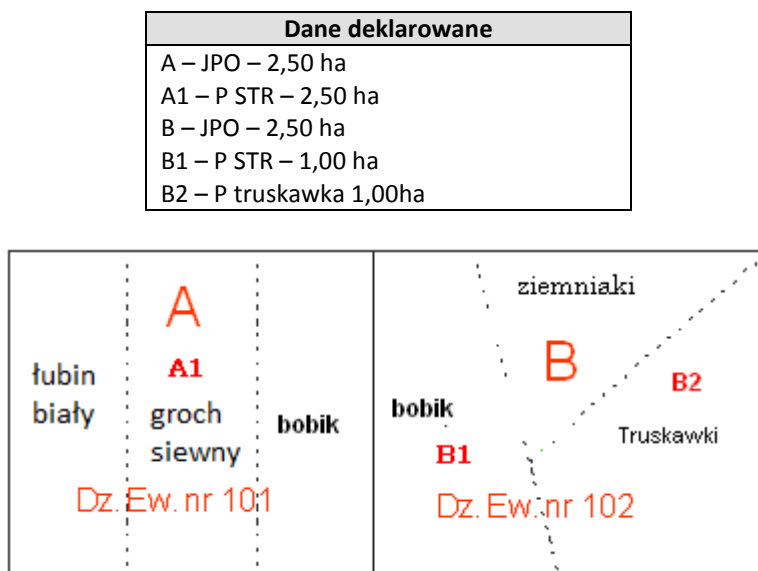 Dane deklarowane
A – JPO – 2,50 ha
A1 – P STR – 2,50 ha
B – JPO – 2,50 ha
B1 – P STR – 1,00 ha
B2 – P truskawka 1,00ha
A
A1
łubin
biały
groch
siewny
bobik
Dz. Ew. nr 101
ziemniaki
B
B2
bobik
Truskawki
B1
Dz. Ew. nr 102